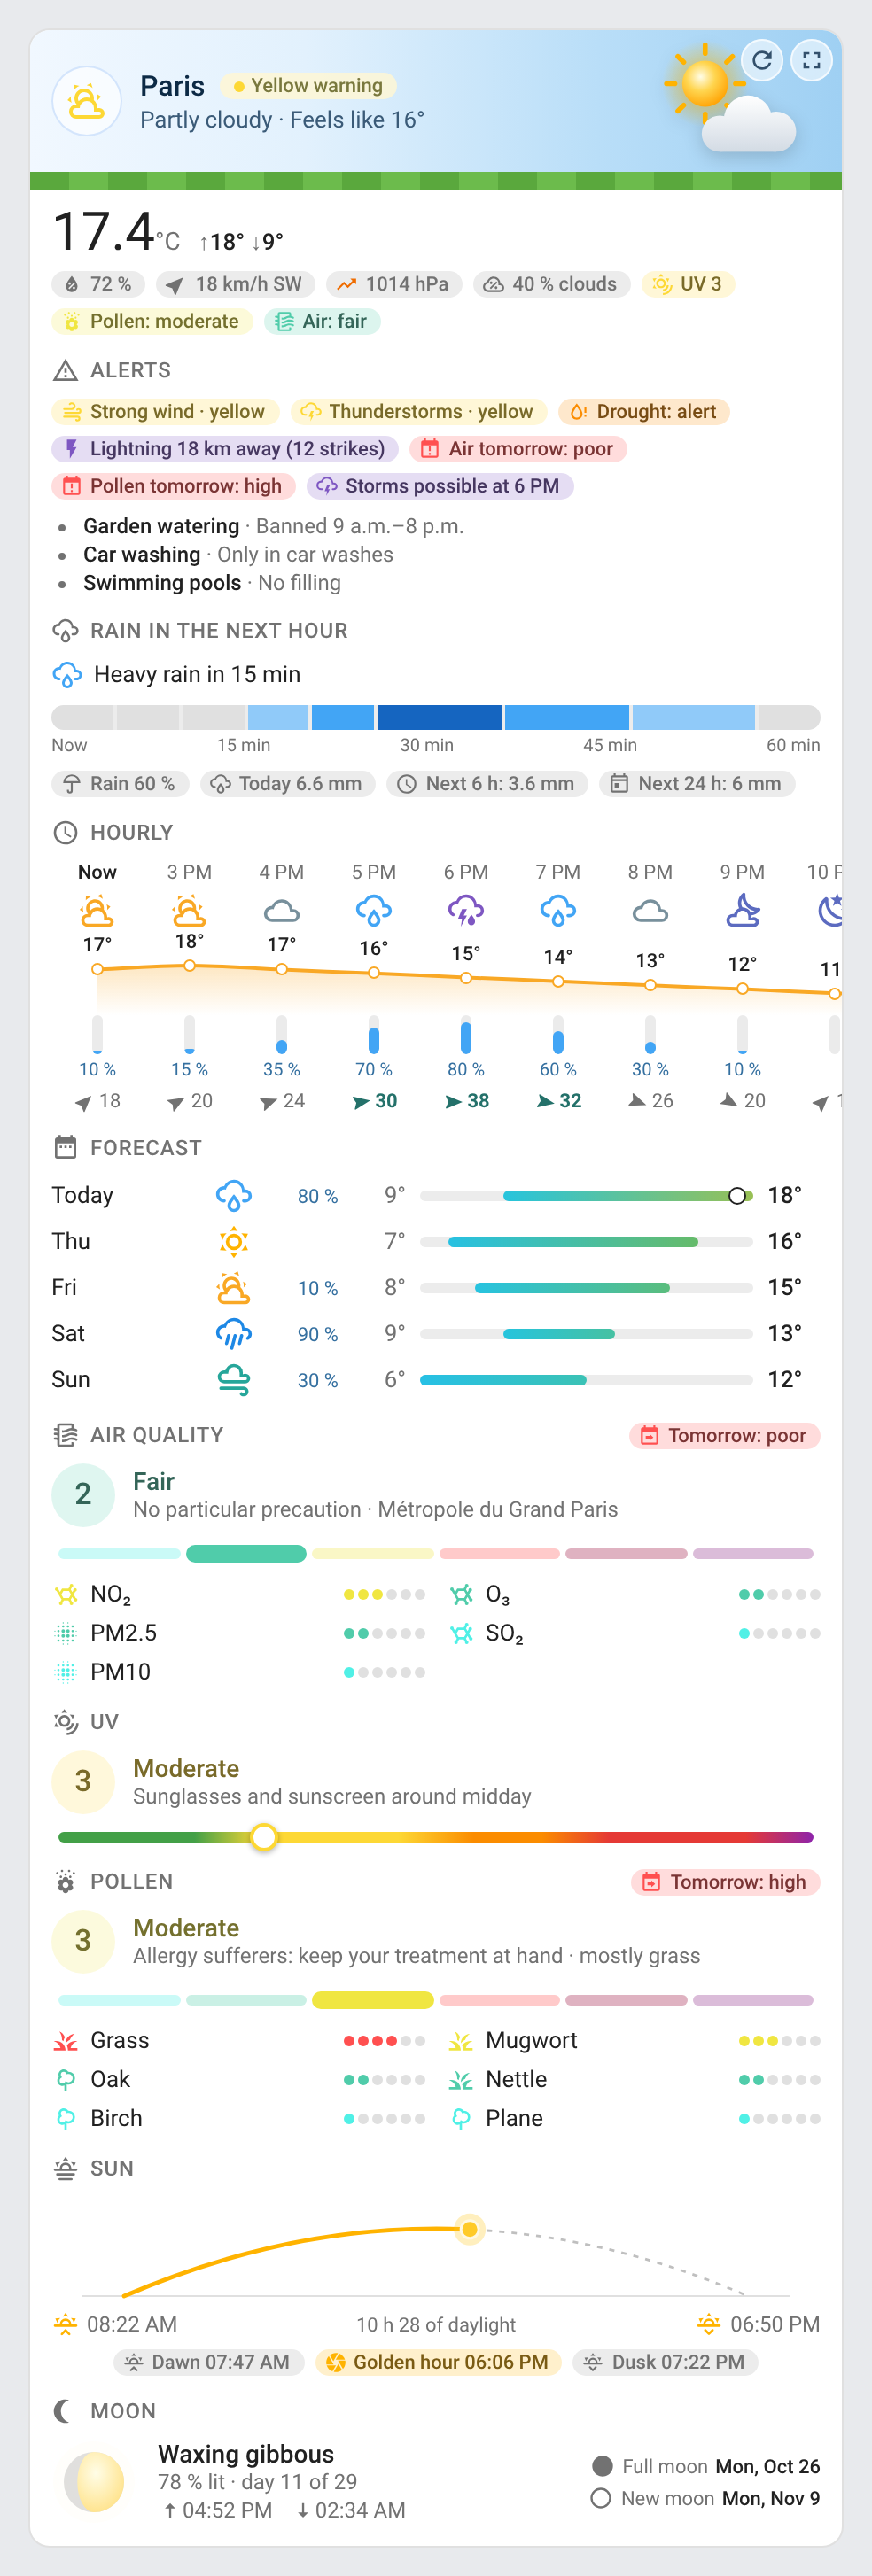 Paris Yellow warning
Partly cloudy · Feels like 16°
17.4°C ↑18° ↓9°
72 % 18 km/h SW 1014 hPa 40 % clouds UV 3
Pollen: moderate Air: fair
ALERTS
Strong wind · yellow Thunderstorms · yellow Drought: alert
Lightning 18 km away (12 strikes) Air tomorrow: poor
Pollen tomorrow: high Storms possible at 6 PM
• Garden watering · Banned 9 a.m.–8 p.m.
• Car washing · Only in car washes
• Swimming pools · No filling
RAIN IN THE NEXT HOUR
Heavy rain in 15 min
Now 15 min 30 min 45 min 60 min
Rain 60 % Today 6.6 mm Next 6 h: 3.6 mm Next 24 h: 6 mm
HOURLY
Now 3 PM 4 PM 5 PM 6 PM 7 PM 8 PM 9 PM 10
17° 18° 17° 16° 15° 14° 13° 12° 11
10 % 15 % 35 % 70 % 80 % 60 % 30 % 10 %
18 20 24 30 38 32 26 20
FORECAST
Today 80 % 9° 18°
Thu 7° 16°
Fri 10 % 8° 15°
Sat 90 % 9° 13°
Sun 30 % 6° 12°
AIR QUALITY Tomorrow: poor
2 Fair
No particular precaution · Métropole du Grand Paris
NO₂ O₃
PM2.5 SO₂
PM10
UV
3 Moderate
Sunglasses and sunscreen around midday
POLLEN Tomorrow: high
3 Moderate
Allergy sufferers: keep your treatment at hand · mostly grass
Grass Mugwort
Oak Nettle
Birch Plane
SUN
08:22 AM 10 h 28 of daylight 06:50 PM
Dawn 07:47 AM Golden hour 06:06 PM Dusk 07:22 PM
MOON
Waxing gibbous
78 % lit · day 11 of 29
↑ 04:52 PM ↓ 02:34 AM
Full moon Mon, Oct 26
New moon Mon, Nov 9